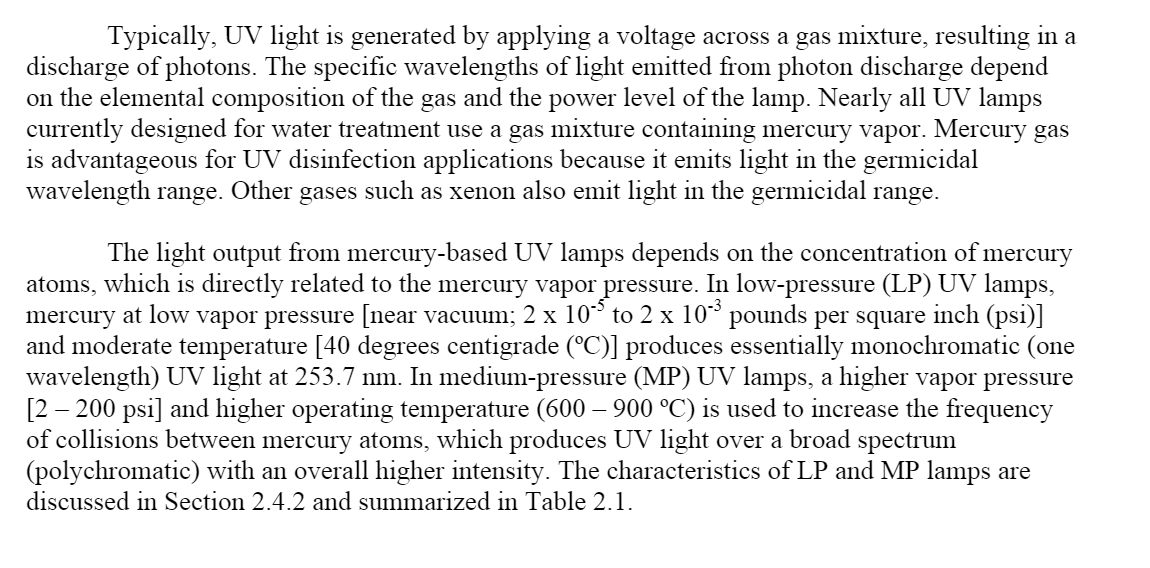 Typically, UV light is generated by applying a voltage across a gas mixture, resulting in a
discharge of photons. The specific wavelengths of light emitted from photon discharge depend
on the elemental composition of the gas and the power level of the lamp. Nearly all UV lamps
currently designed for water treatment use a gas mixture containing mercury vapor. Mercury gas
is advantageous for UV disinfection applications because it emits light in the germicidal
wavelength range. Other gases such as xenon also emit light in the germicidal range.
The light output from mercury-based UV lamps depends on the concentration of mercury
atoms, which is directly related to the mercury vapor pressure. In low-pressure (LP) UV lamps,
mercury at low vapor pressure [near vacuum; 2 x 10⁻⁵ to 2 x 10⁻³ pounds per square inch (psi)]
and moderate temperature [40 degrees centigrade (ºC)] produces essentially monochromatic (one
wavelength) UV light at 253.7 nm. In medium-pressure (MP) UV lamps, a higher vapor pressure
[2 – 200 psi] and higher operating temperature (600 – 900 ºC) is used to increase the frequency
of collisions between mercury atoms, which produces UV light over a broad spectrum
(polychromatic) with an overall higher intensity. The characteristics of LP and MP lamps are
discussed in Section 2.4.2 and summarized in Table 2.1.